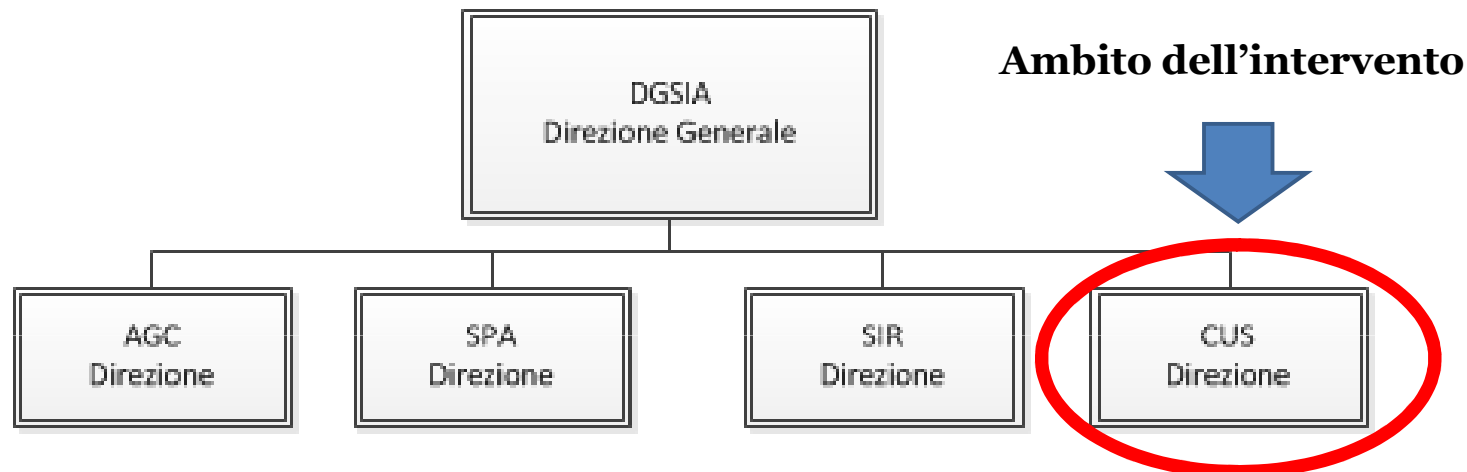 Ambito dell’intervento
DGSIA
Direzione Generale
AGC
Direzione
SPA
Direzione
SIR
Direzione
CUS
Direzione